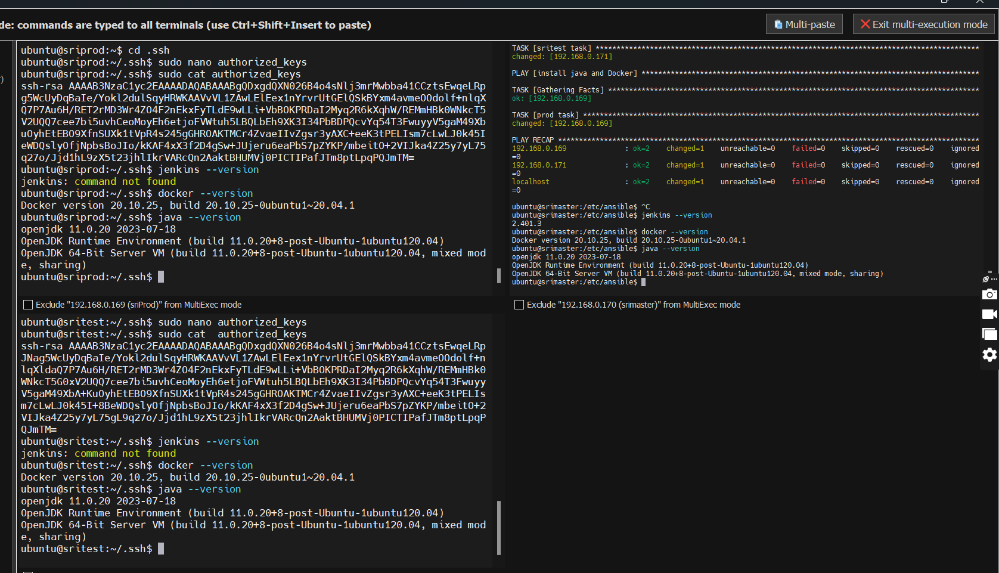 de: commands are typed to all terminals (use Ctrl+Shift+Insert to paste)
Multi-paste
Exit multi-execution mode
ubuntu@sriprod:~$ cd .ssh
ubuntu@sriprod:~/.ssh$ sudo nano authorized_keys
ubuntu@sriprod:~/.ssh$ sudo cat authorized_keys
ssh-rsa AAAAB3NzaC1yc2EAAAADAQABAAABgQDxgdQXN026B4o4sNlj3mrMwbba41CCztsEwqeLRp
g5WcUyDqBaIe/Yokl2dulSqyHRWKAAVvVL1ZAwLElEex1nYrvrUtGElQSkBYxm4avmeOOdolf+nlqX
Q7P7Au6H/RET2rMD3Wr4ZO4F2nEkxFyTLdE9wLLi+VbBOKPRDaI2Myq2R6kXqhW/REMmHBk0WNkcT5
V2UQQ7cee7bi5uvhCeoMoyEh6etjoFVWtuh5LBQLbEh9XK3I34PbBDPQcvYq54T3FwuyyV5gaM49Xb
uOyhEtEBO9XfnSUXk1tVpR4s245gGHROAKTMCr4ZvaeIIvZgsr3yAXC+eeK3tPELIsm7cLwLJ0k45I
eWDQslyOfjNpbsBoJIo/kKAF4xX3f2D4gSw+JUjeru6eaPbS7pZYKP/mbeitO+2VIJka4Z25y7yL75
q27o/Jjd1hL9zX5t23jhlIkrVARcQn2AaktBHUMVj0PICTIPafJTm8ptLpqPQJmTM=
ubuntu@sriprod:~/.ssh$ jenkins --version
jenkins: command not found
ubuntu@sriprod:~/.ssh$ docker --version
Docker version 20.10.25, build 20.10.25-0ubuntu1~20.04.1
ubuntu@sriprod:~/.ssh$ java --version
openjdk 11.0.20 2023-07-18
OpenJDK Runtime Environment (build 11.0.20+8-post-Ubuntu-1ubuntu120.04)
OpenJDK 64-Bit Server VM (build 11.0.20+8-post-Ubuntu-1ubuntu120.04, mixed mod
e, sharing)
ubuntu@sriprod:~/.ssh$
Exclude "192.168.0.169 (sriProd)" from MultiExec mode
TASK [sritest task] ********************************************************************************************
changed: [192.168.0.171]
PLAY [install java and Docker] *********************************************************************************
TASK [Gathering Facts] *****************************************************************************************
ok: [192.168.0.169]
TASK [prod task] ***********************************************************************************************
changed: [192.168.0.169]
PLAY RECAP *****************************************************************************************************
192.168.0.169 : ok=2 changed=1 unreachable=0 failed=0 skipped=0 rescued=0 ignored
=0
192.168.0.171 : ok=2 changed=1 unreachable=0 failed=0 skipped=0 rescued=0 ignored
=0
localhost : ok=2 changed=1 unreachable=0 failed=0 skipped=0 rescued=0 ignored
=0
ubuntu@srimaster:/etc/ansible$ ^C
ubuntu@srimaster:/etc/ansible$ jenkins --version
2.401.3
ubuntu@srimaster:/etc/ansible$ docker --version
Docker version 20.10.25, build 20.10.25-0ubuntu1~20.04.1
ubuntu@srimaster:/etc/ansible$ java --version
openjdk 11.0.20 2023-07-18
OpenJDK Runtime Environment (build 11.0.20+8-post-Ubuntu-1ubuntu120.04)
OpenJDK 64-Bit Server VM (build 11.0.20+8-post-Ubuntu-1ubuntu120.04, mixed mode, sharing)
ubuntu@srimaster:/etc/ansible$
Exclude "192.168.0.170 (srimaster)" from MultiExec mode
ubuntu@sritest:~/.ssh$ sudo nano authorized_keys
ubuntu@sritest:~/.ssh$ sudo cat  authorized_keys
ssh-rsa AAAAB3NzaC1yc2EAAAADAQABAAABgQDxgdQXN026B4o4sNlj3mrMwbba41CCztsEwqeLRp
JNag5WcUyDqBaIe/Yokl2dulSqyHRWKAAVvVL1ZAwLElEex1nYrvrUtGElQSkBYxm4avmeOOdolf+n
lqXldaQ7P7Au6H/RET2rMD3Wr4ZO4F2nEkxFyTLdE9wLLi+VbBOKPRDaI2Myq2R6kXqhW/REMmHBk0
WNkcT5G0xV2UQQ7cee7bi5uvhCeoMoyEh6etjoFVWtuh5LBQLbEh9XK3I34PbBDPQcvYq54T3Fwuyy
V5gaM49XbA+KuOyhEtEBO9XfnSUXk1tVpR4s245gGHROAKTMCr4ZvaeIIvZgsr3yAXC+eeK3tPELIs
m7cLwLJ0k45I+8BeWDQslyOfjNpbsBoJIo/kKAF4xX3f2D4gSw+JUjeru6eaPbS7pZYKP/mbeitO+2
VIJka4Z25y7yL75gL9q27o/Jjd1hL9zX5t23jhlIkrVARcQn2AaktBHUMVj0PICTIPafJTm8ptLpqP
QJmTM=
ubuntu@sritest:~/.ssh$ jenkins --version
jenkins: command not found
ubuntu@sritest:~/.ssh$ docker --version
Docker version 20.10.25, build 20.10.25-0ubuntu1~20.04.1
ubuntu@sritest:~/.ssh$ java --version
openjdk 11.0.20 2023-07-18
OpenJDK Runtime Environment (build 11.0.20+8-post-Ubuntu-1ubuntu120.04)
OpenJDK 64-Bit Server VM (build 11.0.20+8-post-Ubuntu-1ubuntu120.04, mixed mod
e, sharing)
ubuntu@sritest:~/.ssh$